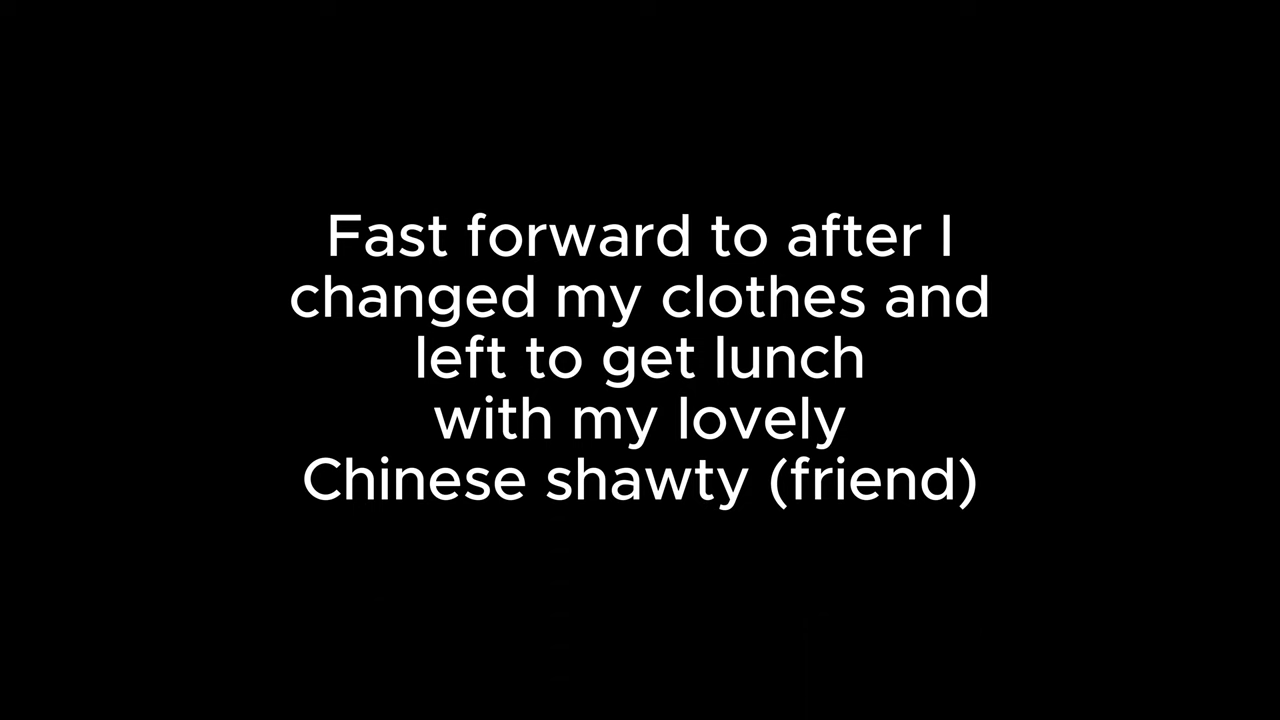 Fast forward to after I
changed my clothes and
left to get lunch
with my lovely
Chinese shawty (friend)